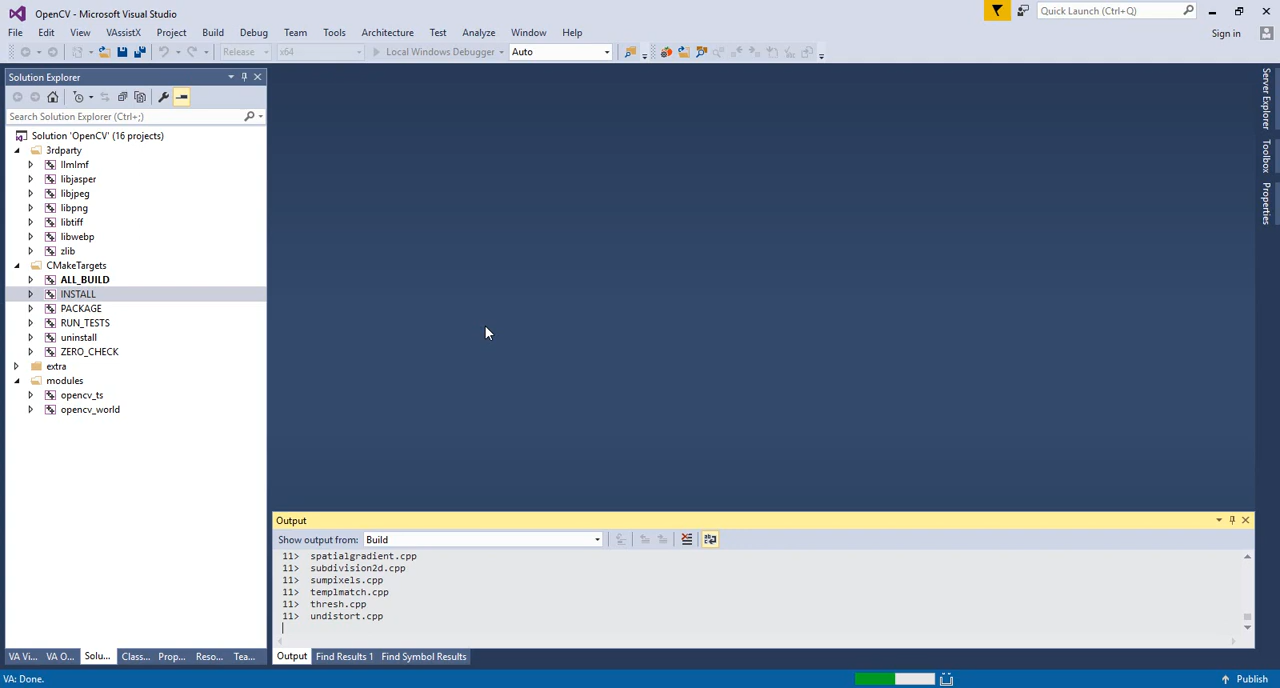 OpenCV - Microsoft Visual Studio
Quick Launch (Ctrl+Q)
File Edit View VAssistX Project Build Debug Team Tools Architecture Test Analyze Window Help
Sign in
Release x64 Local Windows Debugger Auto
Solution Explorer
Search Solution Explorer (Ctrl+;)
Solution 'OpenCV' (16 projects)
3rdparty
IlmImf
libjasper
libjpeg
libpng
libtiff
libwebp
zlib
CMakeTargets
ALL_BUILD
INSTALL
PACKAGE
RUN_TESTS
uninstall
ZERO_CHECK
extra
modules
opencv_ts
opencv_world
Server Explorer
Toolbox
Properties
Output
Show output from: Build
11> spatialgradient.cpp
11> subdivision2d.cpp
11> sumpixels.cpp
11> templmatch.cpp
11> thresh.cpp
11> undistort.cpp
VA Vi... VA O... Solu... Class... Prop... Reso... Tea...
Output Find Results 1 Find Symbol Results
VA: Done.
Publish